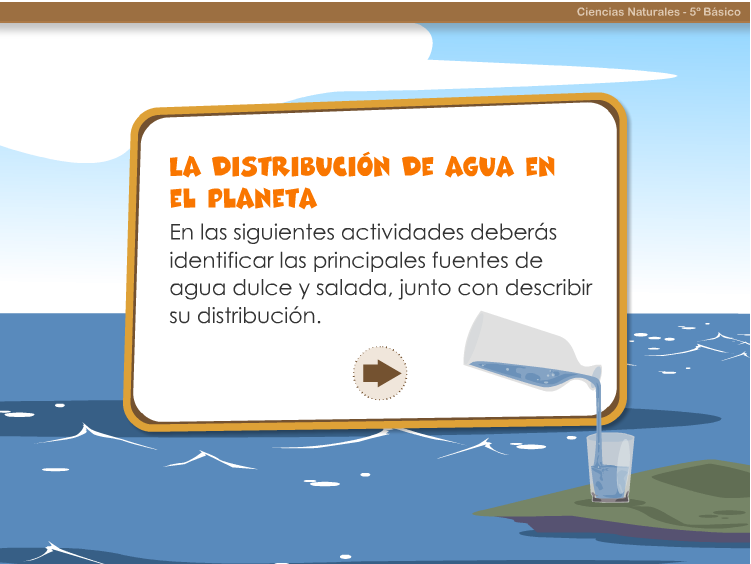 Ciencias Naturales - 5º Básico
LA DISTRIBUCIÓN DE AGUA EN
EL PLANETA
En las siguientes actividades deberás
identificar las principales fuentes de
agua dulce y salada, junto con describir
su distribución.